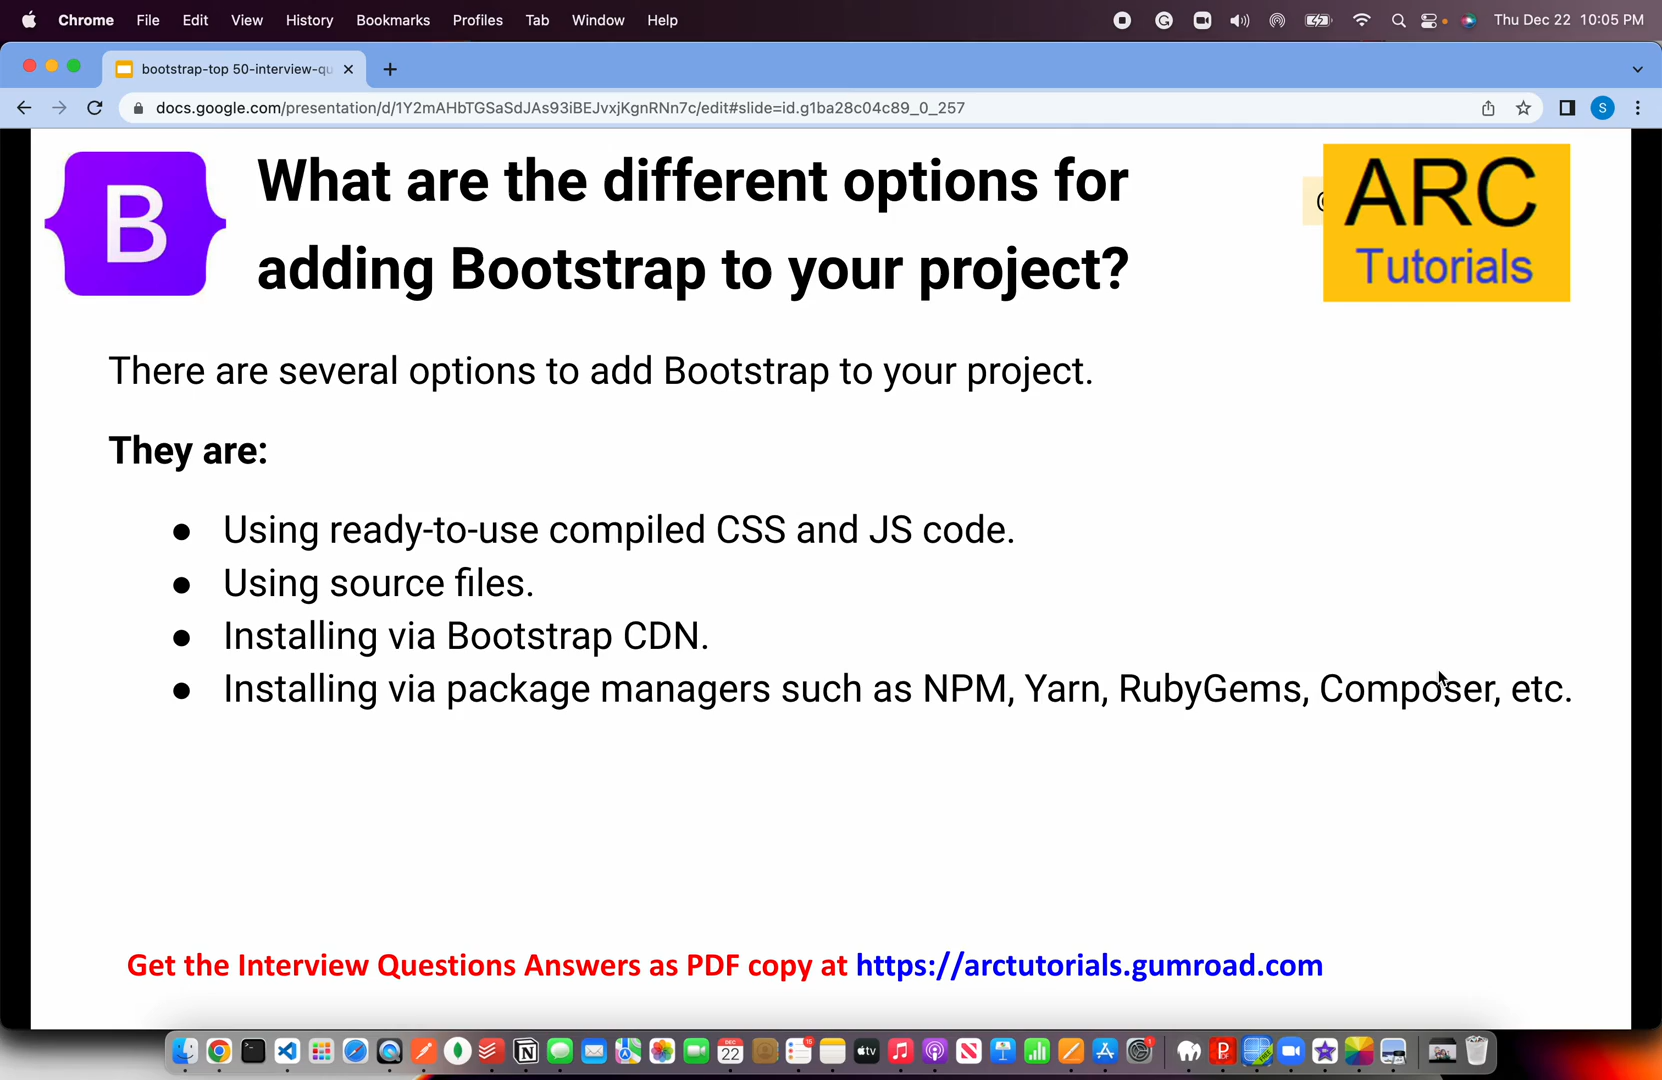 Chrome File Edit View History Bookmarks Profiles Tab Window Help Thu Dec 22 10:05 PM
bootstrap-top 50-interview-qu
docs.google.com/presentation/d/1Y2mAHbTGSaSdJAs93iBEJvxjKgnRNn7c/edit#slide=id.g1ba28c04c89_0_257
S
B
What are the different options for
adding Bootstrap to your project?
ARC
Tutorials
There are several options to add Bootstrap to your project.
They are:
● Using ready-to-use compiled CSS and JS code.
● Using source files.
● Installing via Bootstrap CDN.
● Installing via package managers such as NPM, Yarn, RubyGems, Composer, etc.
Get the Interview Questions Answers as PDF copy at https://arctutorials.gumroad.com
DEC
22
tv